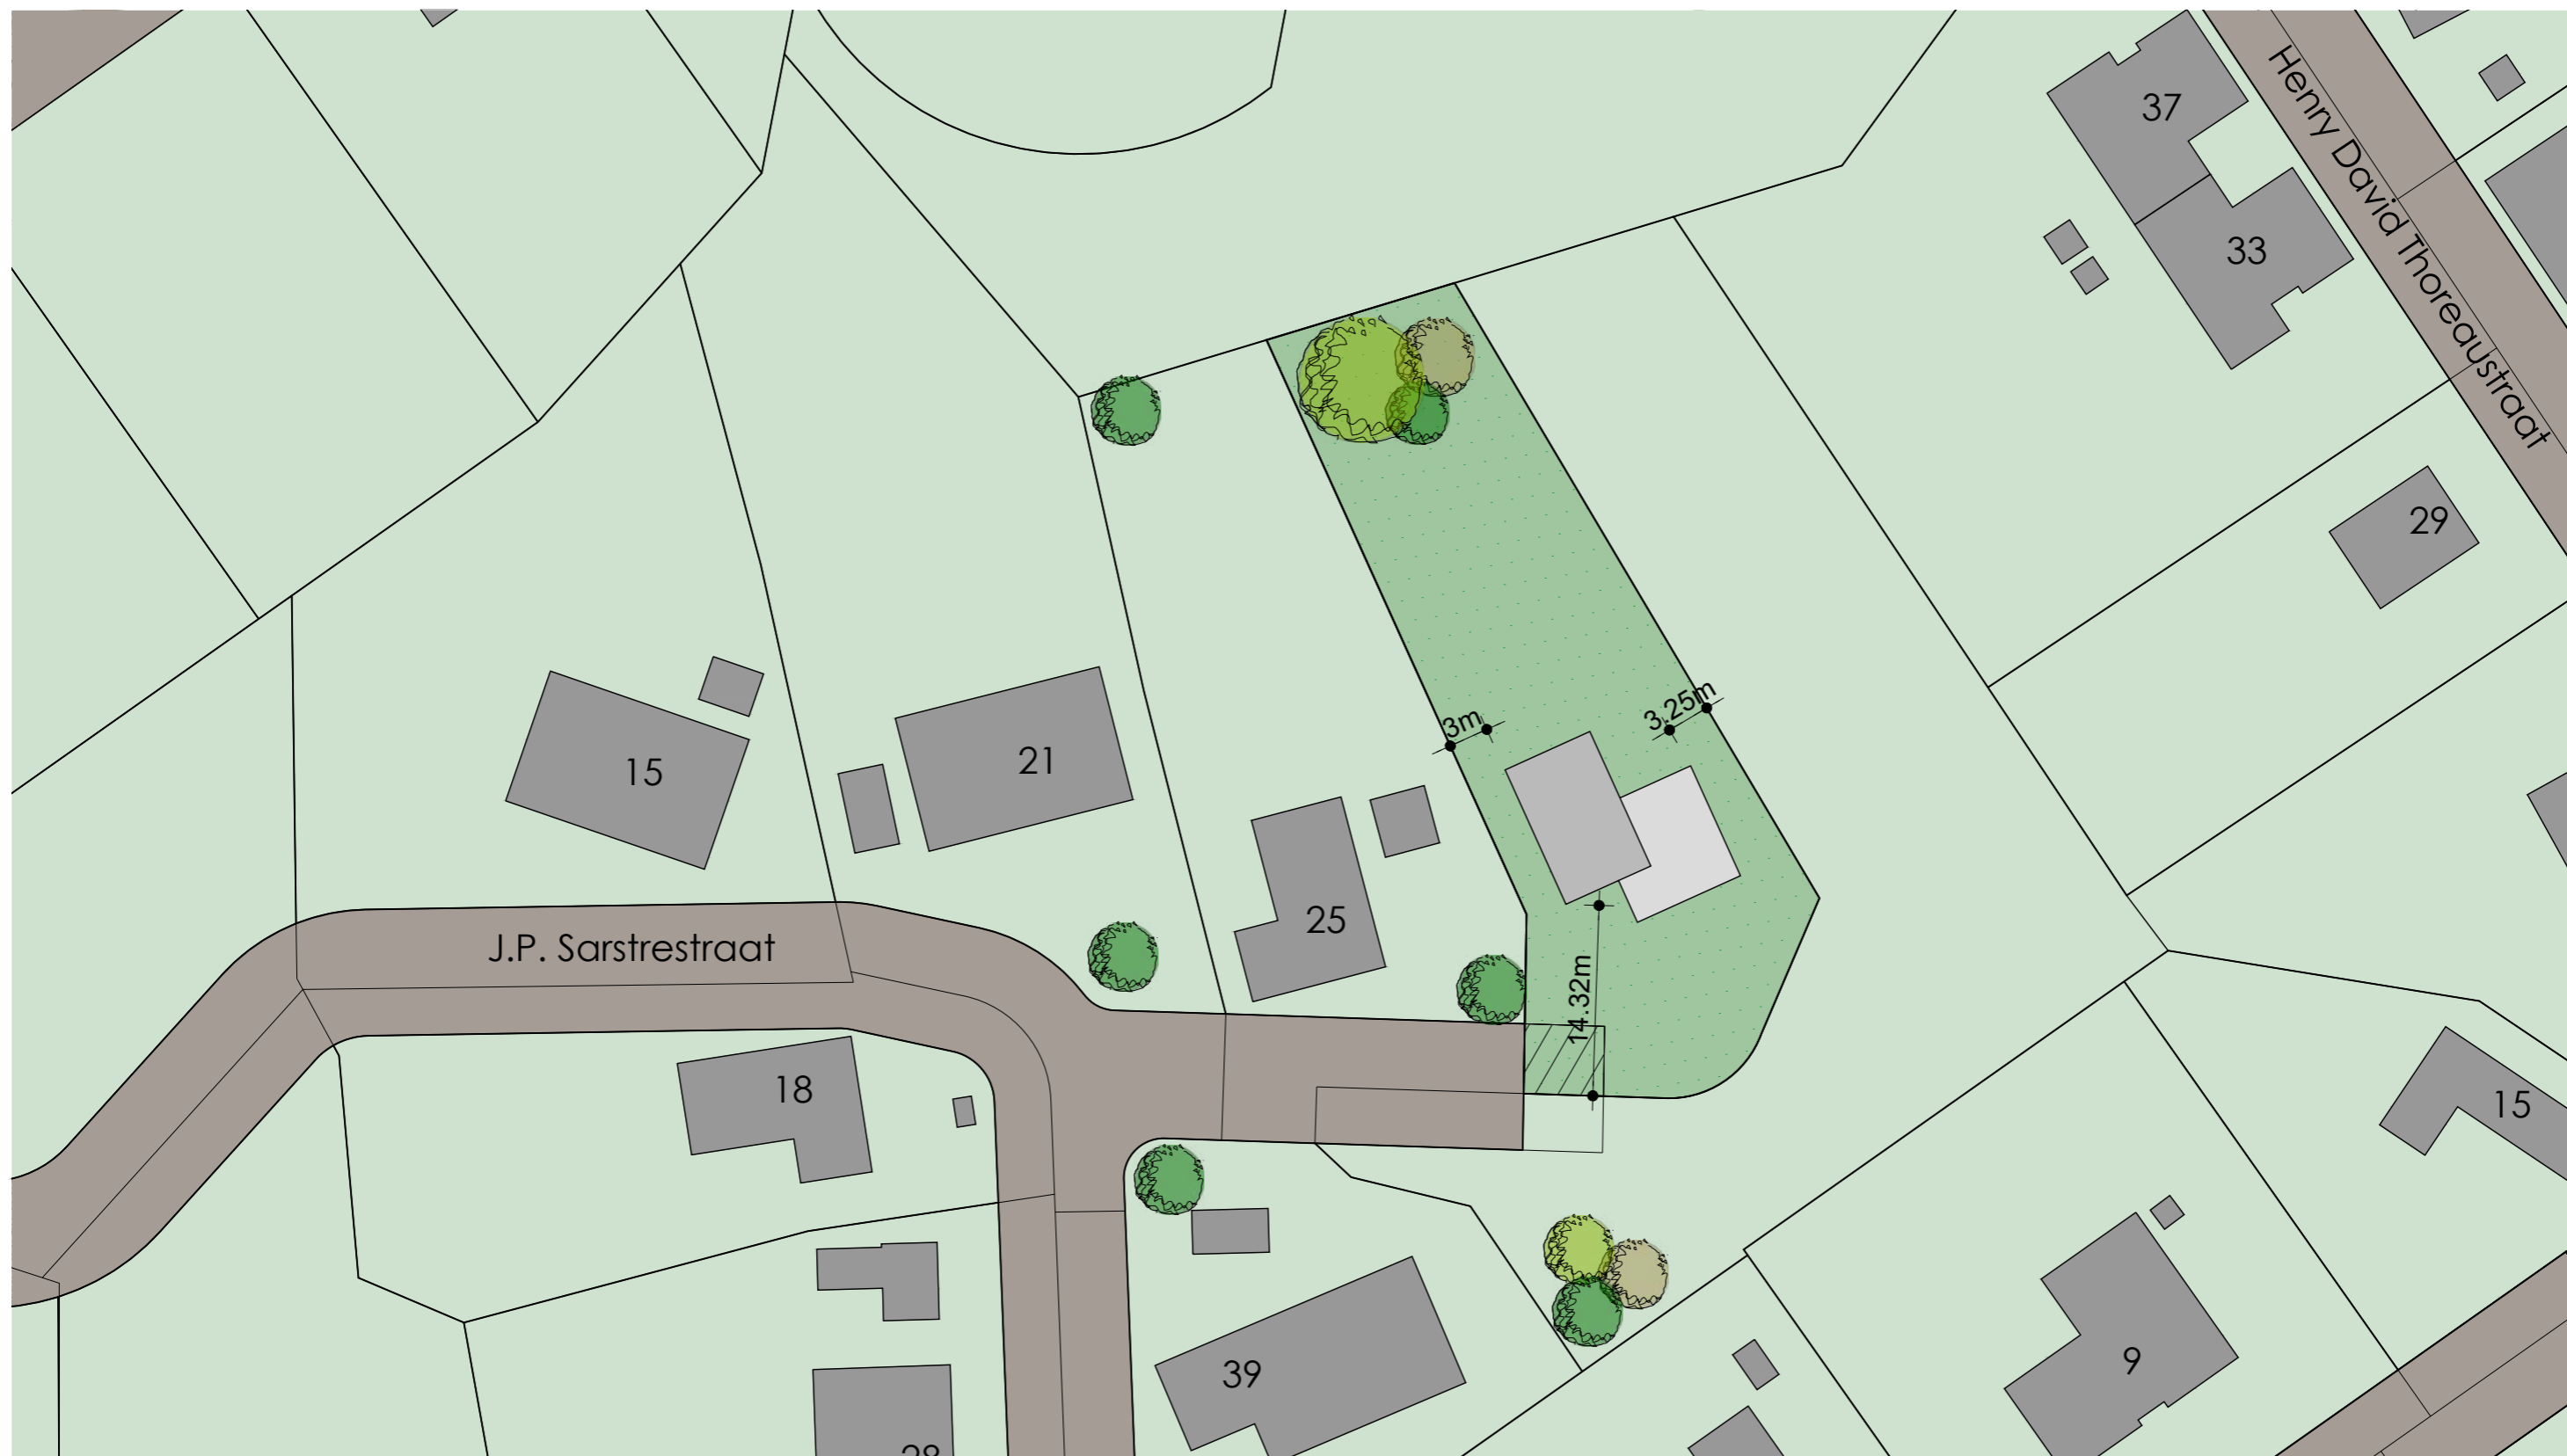 37
Henry David Thoreaustraat
33
29
3.25m
3m
21
15
25
J.P. Sarstrestraat
14.32m
18
15
9
39